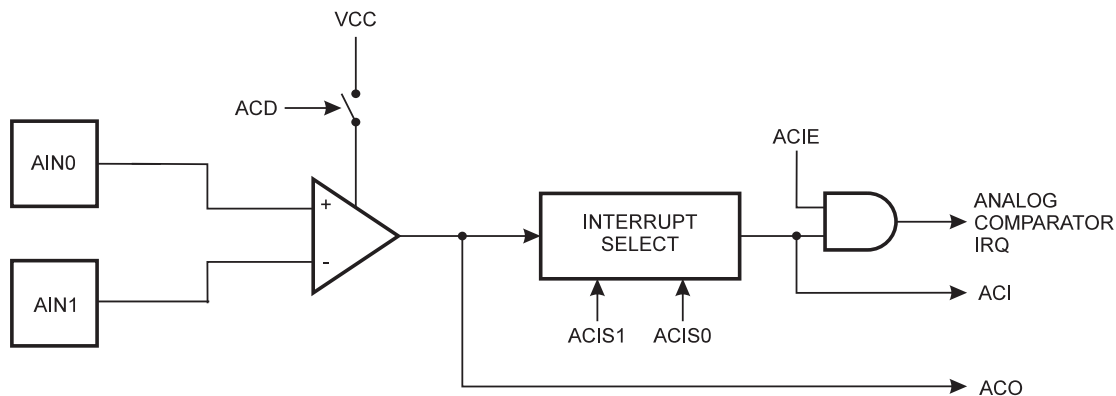 VCC
ACD
AIN0
AIN1
+
-
INTERRUPT
SELECT
ACIS1
ACIS0
ACIE
ANALOG
COMPARATOR
IRQ
ACI
ACO